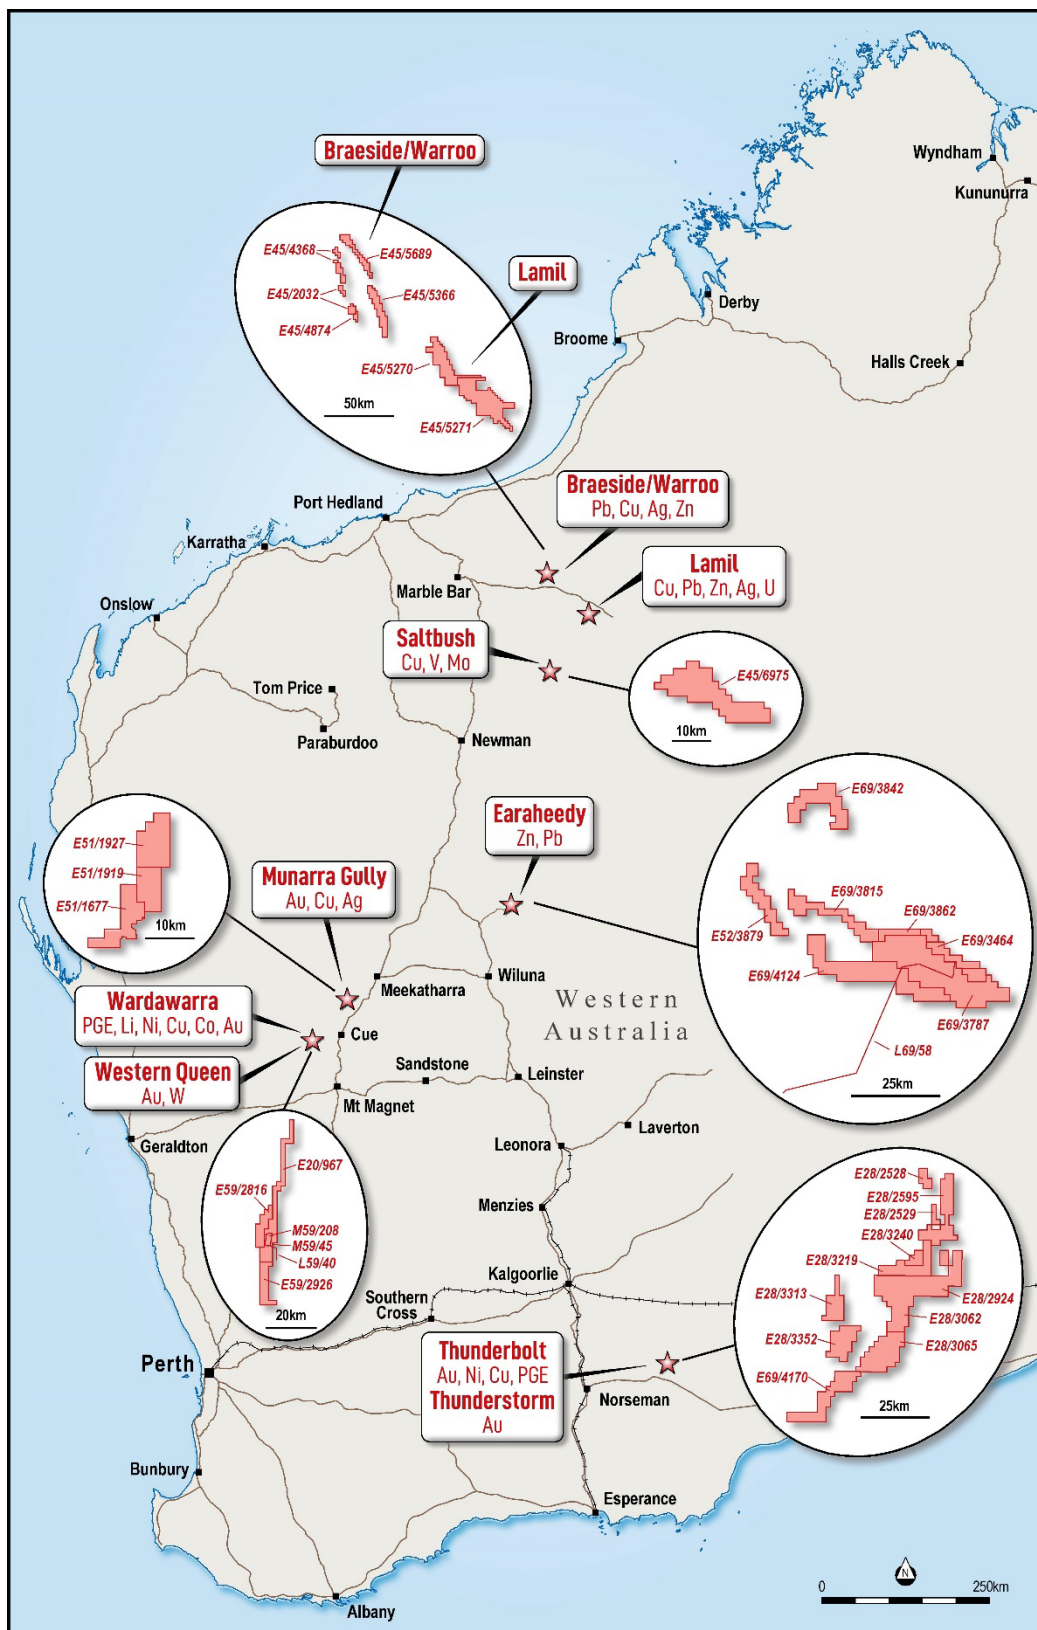 Wyndham
Kununurra
Derby
Broome
Halls Creek
Braeside/Warroo
Lamil
E45/4368
E45/5689
E45/2032
E45/5366
E45/4874
E45/5270
E45/5271
50km
Port Hedland
Karratha
Onslow
Marble Bar
Braeside/Warroo
Pb, Cu, Ag, Zn
Lamil
Cu, Pb, Zn, Ag, U
Saltbush
Cu, V, Mo
E45/6975
10km
Tom Price
Paraburdoo
Newman
Earaheedy
Zn, Pb
E69/3842
E69/3815
E69/3862
E52/3879
E69/3464
E69/4124
E69/3787
L69/58
25km
E51/1927
E51/1919
E51/1677
10km
Munarra Gully
Au, Cu, Ag
Meekatharra
Wiluna
Western
Australia
Wardawarra
PGE, Li, Ni, Cu, Co, Au
Western Queen
Au, W
Cue
Sandstone
Leinster
Mt Magnet
Geraldton
Leonora
Laverton
Menzies
E20/967
E59/2816
M59/208
M59/45
L59/40
E59/2926
20km
Kalgoorlie
Southern
Cross
Perth
Thunderbolt
Au, Ni, Cu, PGE
Thunderstorm
Au
Norseman
E28/2528
E28/2595
E28/2529
E28/3240
E28/3219
E28/3313
E28/2924
E28/3062
E28/3352
E28/3065
E69/4170
25km
Bunbury
Esperance
Albany
N
0
250km